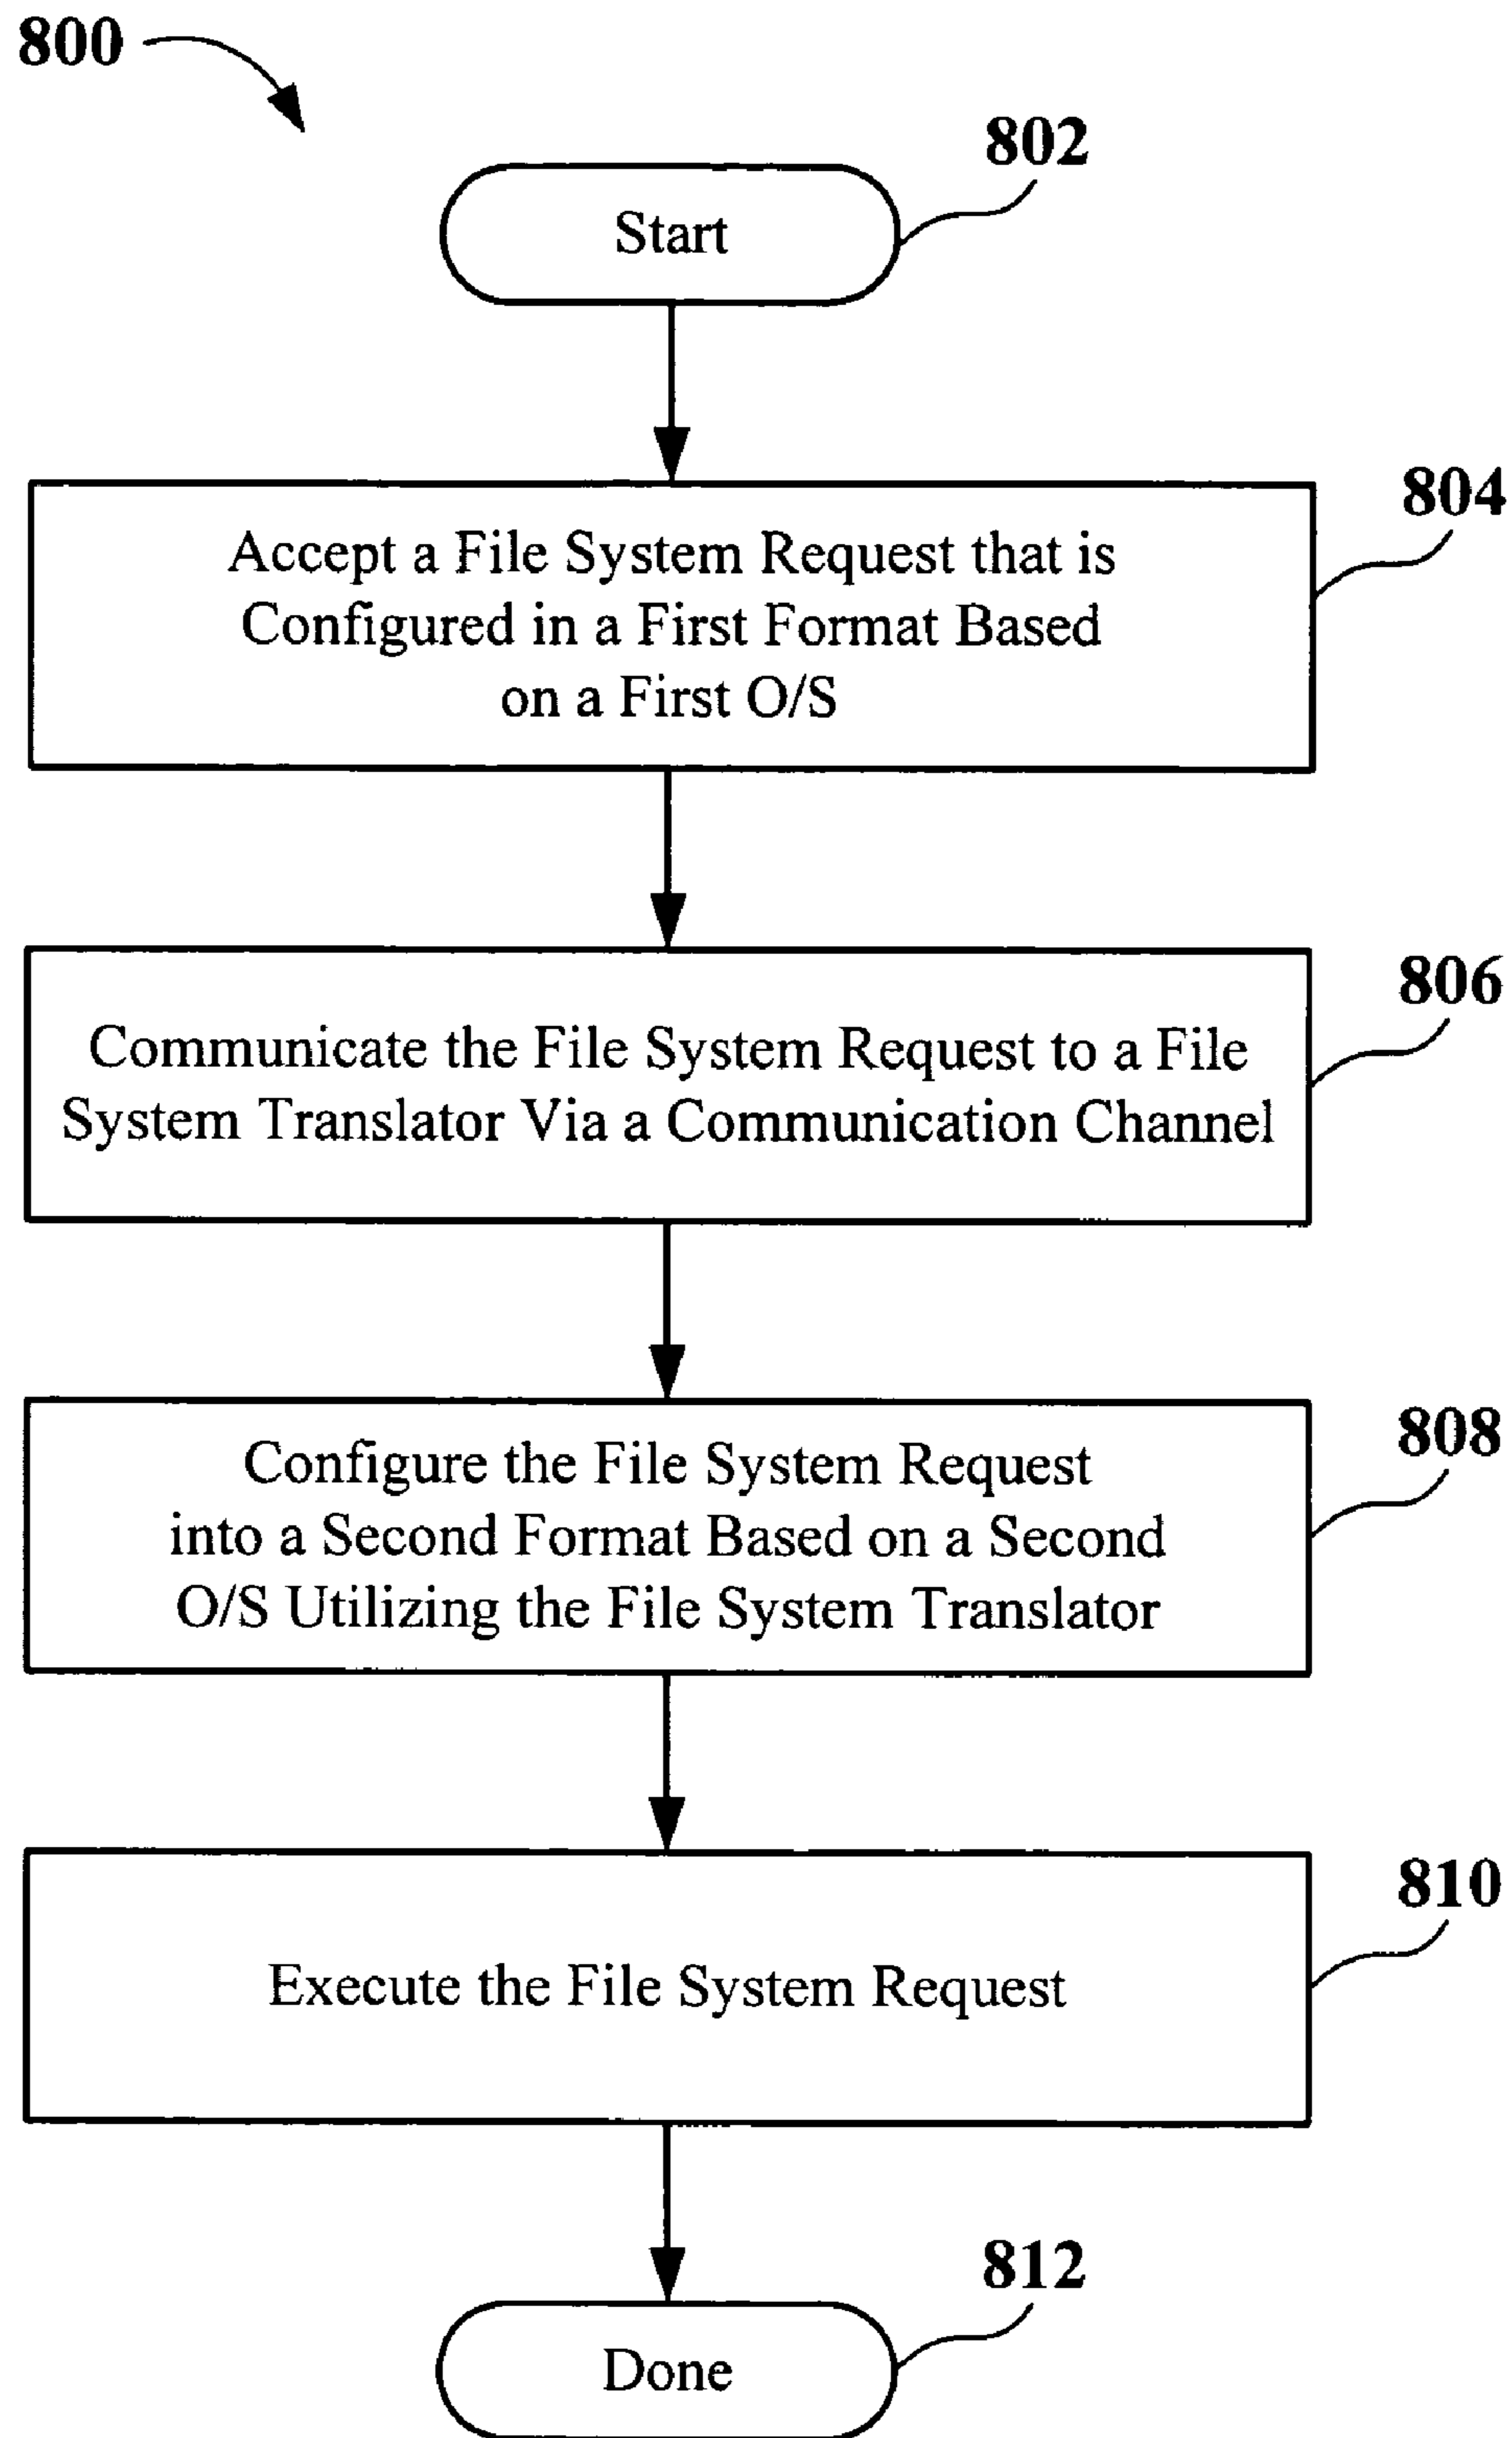 800
802
Start
804
Accept a File System Request that is
Configured in a First Format Based
on a First O/S
806
Communicate the File System Request to a File
System Translator Via a Communication Channel
808
Configure the File System Request
into a Second Format Based on a Second
O/S Utilizing the File System Translator
810
Execute the File System Request
812
Done